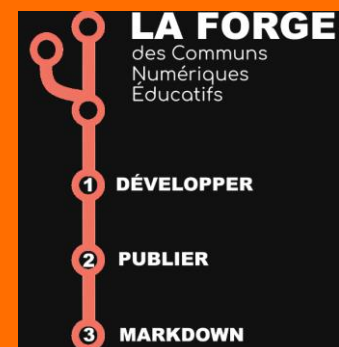 LA FORGE
des Communs
Numériques
Éducatifs
1 DÉVELOPPER
2 PUBLIER
3 MARKDOWN